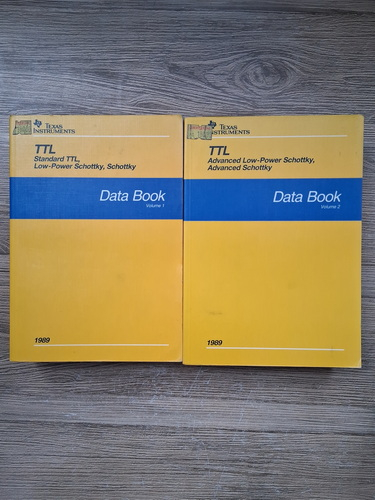 TEXAS
INSTRUMENTS
TTL
Standard TTL,
Low-Power Schottky, Schottky
Data Book
Volume 1
1989
TEXAS
INSTRUMENTS
TTL
Advanced Low-Power Schottky,
Advanced Schottky
Data Book
Volume 2
1989